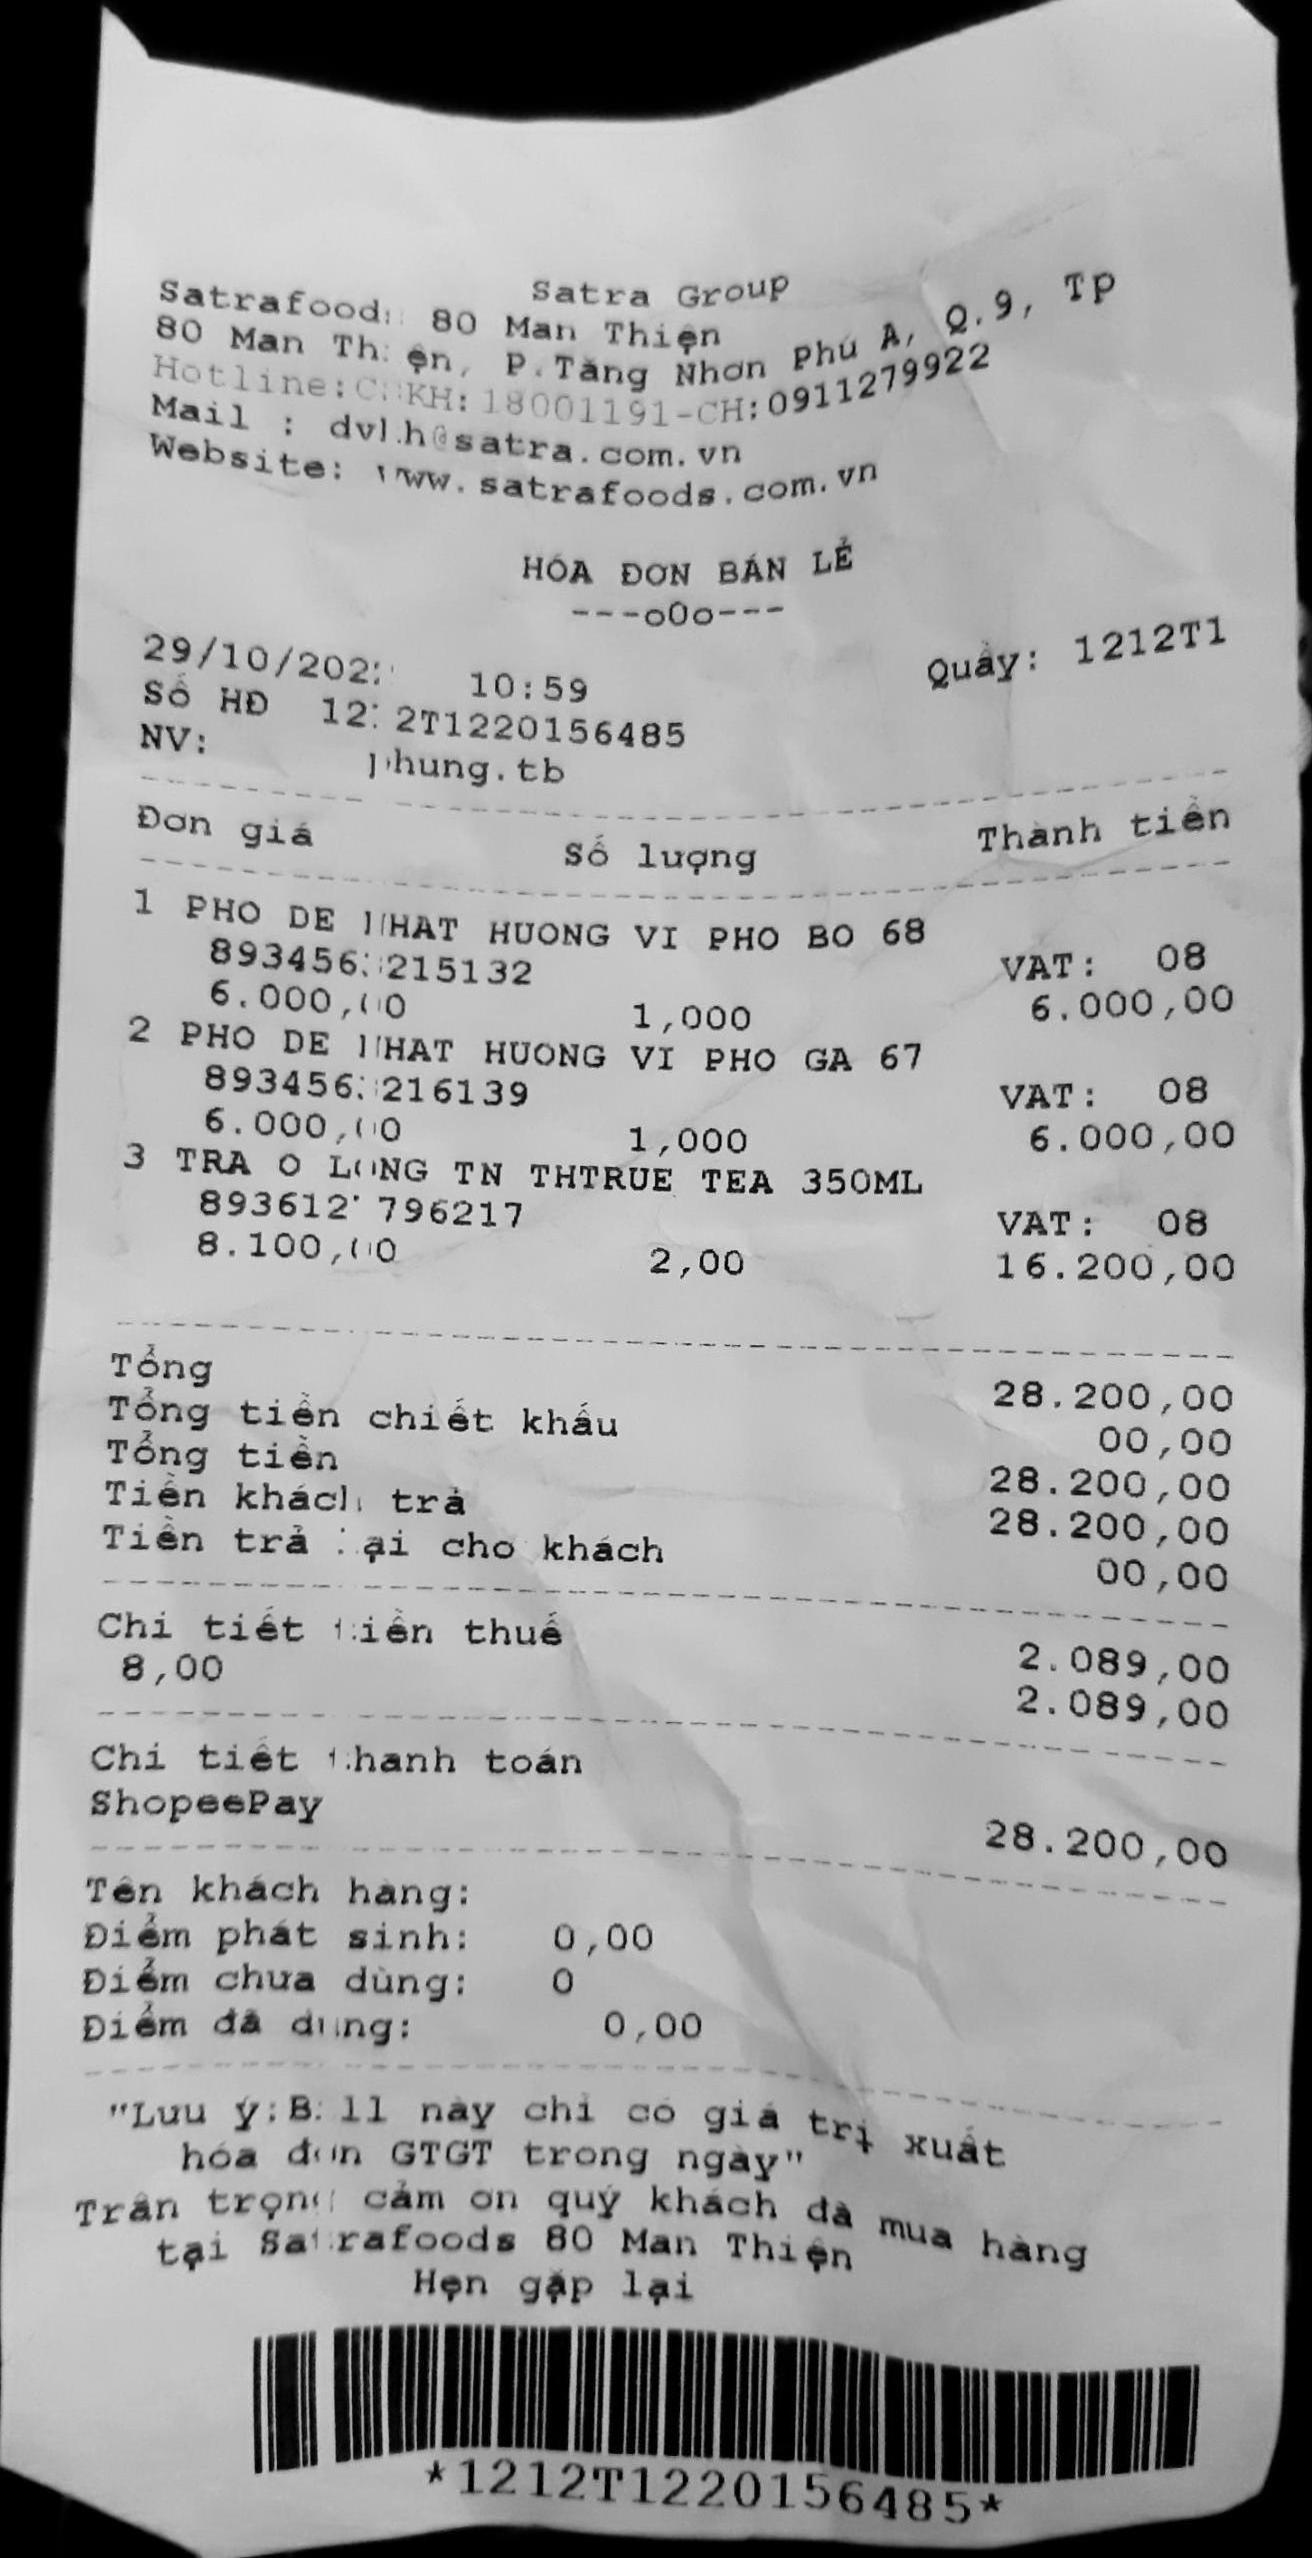 Satra Group
Satrafoods 80 Man Thiện
80 Man Thiện, P.Tăng Nhơn Phú A, Q.9, TP
Hotline:CSKH:18001191-CH:0911279922
Mail : @satra.com.vn
Website: www.satrafoods.com.vn
HÓA ĐƠN BÁN LẺ
---o0o---
29/10/2022 10:59 Quầy: 1212T1
Số HĐ 1212T1220156485
NV: phung.tb
Đơn giá Số lượng Thành tiền
1 PHO DE NHAT HUONG VI PHO BO 68
8934563215132 VAT: 08
6.000,00 1,000 6.000,00
2 PHO DE NHAT HUONG VI PHO GA 67
8934563216139 VAT: 08
6.000,00 1,000 6.000,00
3 TRA O LONG TN THTRUE TEA 350ML
VAT: 08
8.100,00 2,00 16.200,00
Tổng 28.200,00
Tổng tiền chiết khấu 00,00
Tổng tiền 28.200,00
Tiền khách trả 28.200,00
Tiền trả lại cho khách 00,00
Chi tiết tiền thuế 2.089,00
8,00 2.089,00
Chi tiết thanh toán
ShopeePay 28.200,00
Tên khách hàng:
Điểm phát sinh: 0,00
Điểm chưa dùng: 0
Điểm đã dùng: 0,00
"Lưu ý:Bill này chỉ có giá trị xuất
hóa đơn GTGT trong ngày"
Trân trọng cảm ơn quý khách đã mua hàng
tại Satrafoods 80 Man Thiện
Hẹn gặp lại
*1212T1220156485*